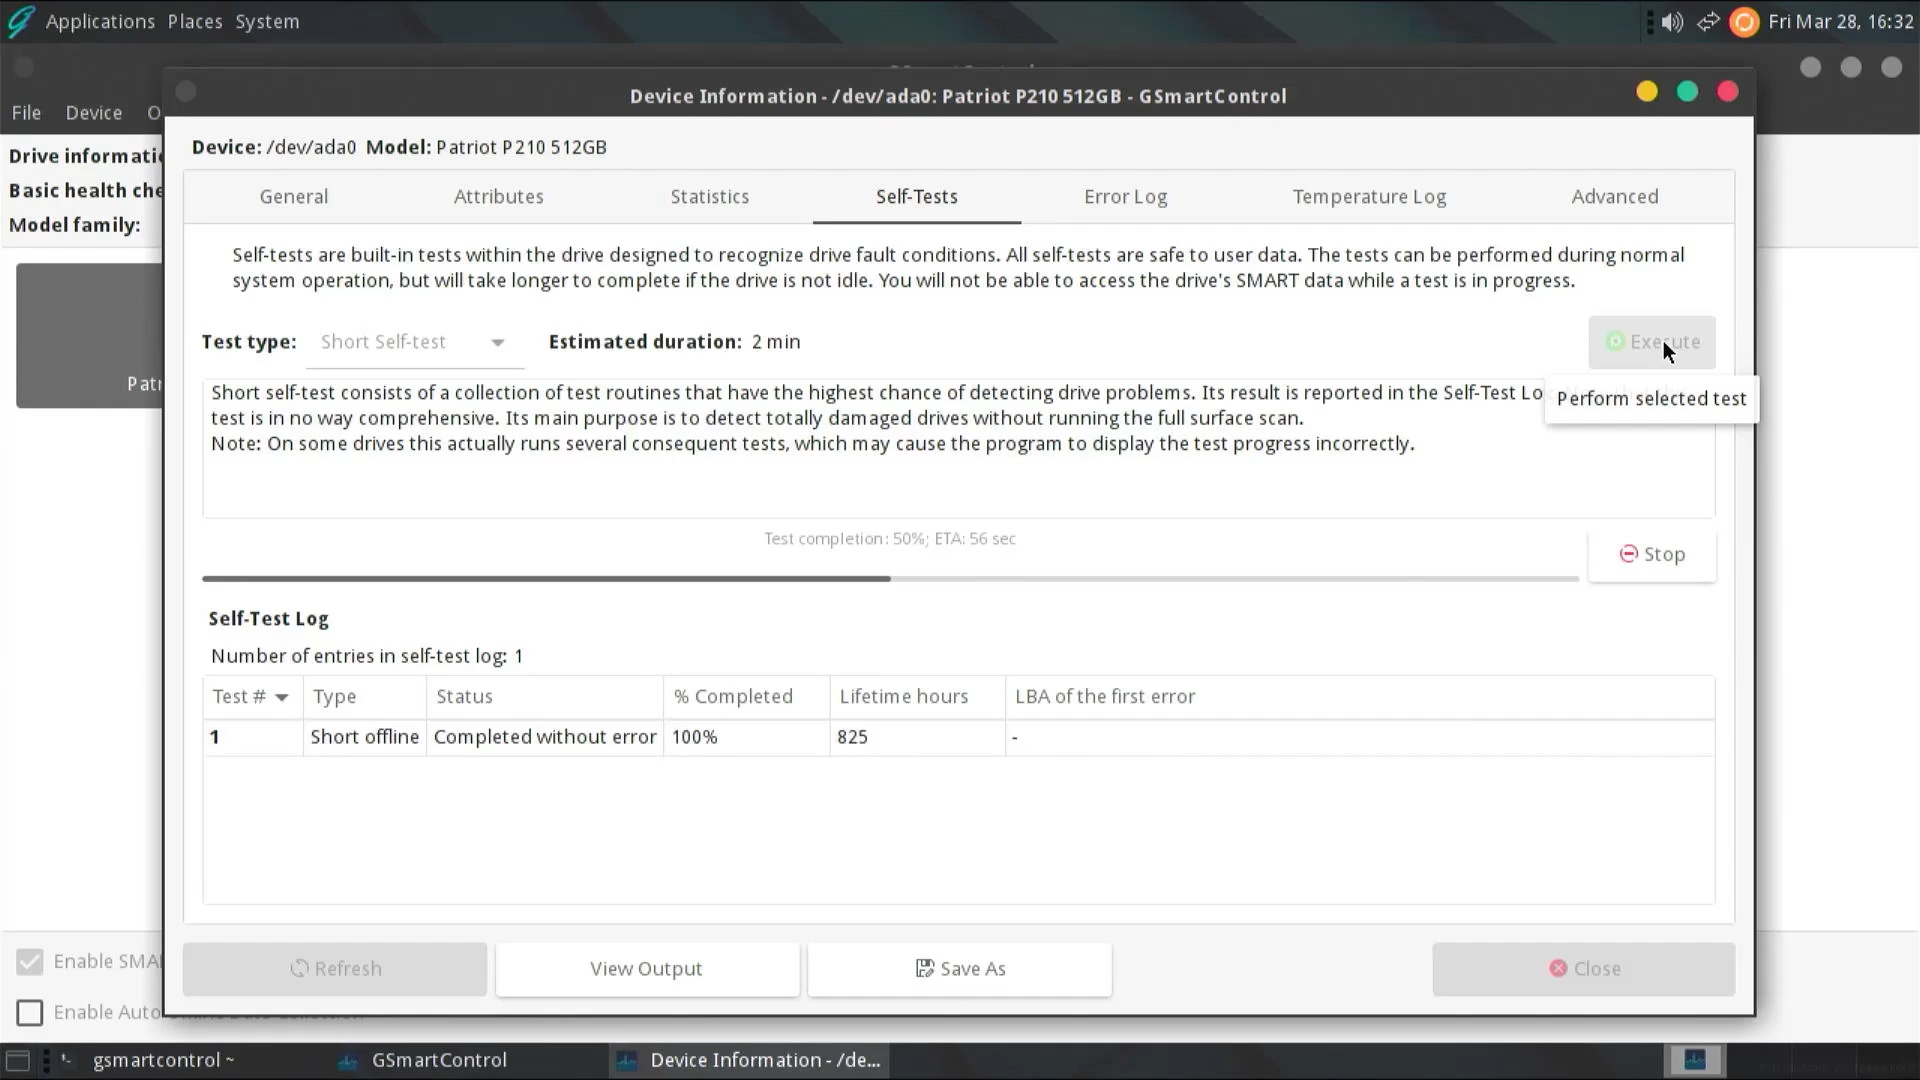 Applications Places System
Fri Mar 28, 16:32
File Device O
Device Information - /dev/ada0: Patriot P210 512GB - GSmartControl
Drive informatio
Basic health che
Model family:
Patr
Device: /dev/ada0 Model: Patriot P210 512GB
General Attributes Statistics Self-Tests Error Log Temperature Log Advanced
Self-tests are built-in tests within the drive designed to recognize drive fault conditions. All self-tests are safe to user data. The tests can be performed during normal
system operation, but will take longer to complete if the drive is not idle. You will not be able to access the drive's SMART data while a test is in progress.
Test type: Short Self-test Estimated duration: 2 min Execute
Short self-test consists of a collection of test routines that have the highest chance of detecting drive problems. Its result is reported in the Self-Test Lo
Perform selected test
test is in no way comprehensive. Its main purpose is to detect totally damaged drives without running the full surface scan.
Note: On some drives this actually runs several consequent tests, which may cause the program to display the test progress incorrectly.
Test completion: 50%; ETA: 56 sec
Stop
Self-Test Log
Number of entries in self-test log: 1
Test # Type Status % Completed Lifetime hours LBA of the first error
1 Short offline Completed without error 100% 825 -
Refresh View Output Save As Close
Enable SMA
Enable Auto
gsmartcontrol ~ GSmartControl Device Information - /de...